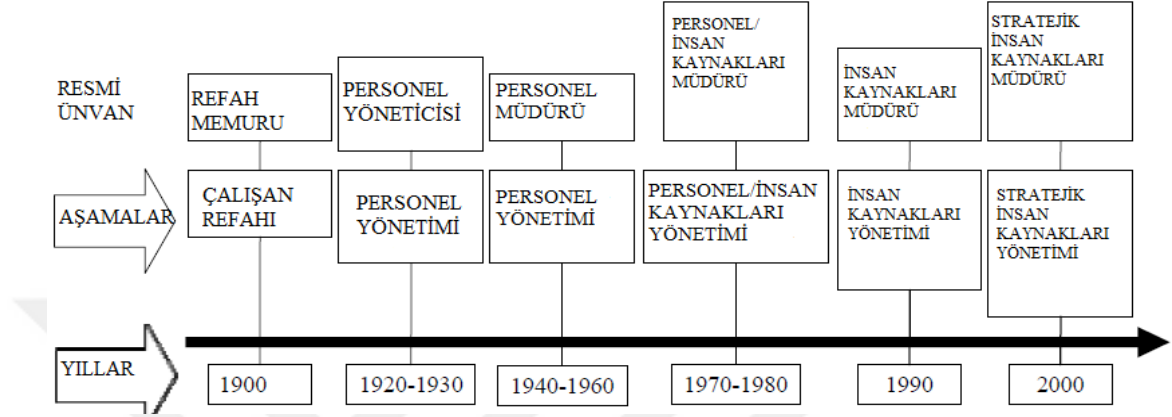 RESMİ
ÜNVAN
REFAH
MEMURU
PERSONEL
YÖNETİCİSİ
PERSONEL
MÜDÜRÜ
PERSONEL/
İNSAN
KAYNAKLARI
MÜDÜRÜ
İNSAN
KAYNAKLARI
MÜDÜRÜ
STRATEJİK
İNSAN
KAYNAKLARI
MÜDÜRÜ
AŞAMALAR
ÇALIŞAN
REFAHI
PERSONEL
YÖNETİMİ
PERSONEL
YÖNETİMİ
PERSONEL/İNSAN
KAYNAKLARI
YÖNETİMİ
İNSAN
KAYNAKLARI
YÖNETİMİ
STRATEJİK
İNSAN
KAYNAKLARI
YÖNETİMİ
YILLAR
1900
1920-1930
1940-1960
1970-1980
1990
2000